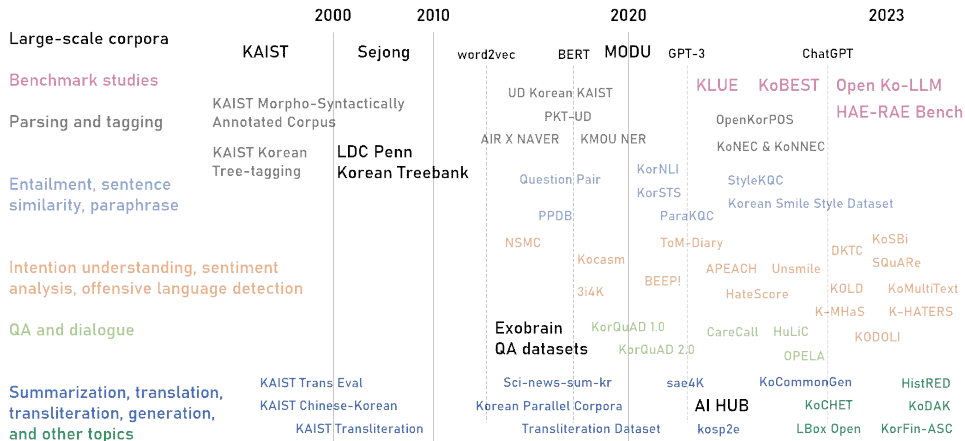 2000 2010 2020 2023
Large-scale corpora
KAIST Sejong word2vec BERT MODU GPT-3 ChatGPT
Benchmark studies KLUE KoBEST Open Ko-LLM
HAE-RAE Bench
UD Korean KAIST
KAIST Morpho-Syntactically
Annotated Corpus
Parsing and tagging PKT-UD OpenKorPOS
AIR X NAVER KMOU NER KoNEC & KoNNEC
KAIST Korean
Tree-tagging
LDC Penn
Korean Treebank
Entailment, sentence
similarity, paraphrase
Question Pair KorNLI StyleKQC
KorSTS Korean Smile Style Dataset
PPDB ParaKQC
NSMC ToM-Diary DKTC KoSBi
Intention understanding, sentiment
analysis, offensive language detection
Kocasm APEACH Unsmile SQuARe
3i4K BEEP! HateScore KOLD KoMultiText
K-MHaS K-HATERS
QA and dialogue
Exobrain
QA datasets
KorQuAD 1.0 CareCall HuLiC KODOLI
KorQuAD 2.0 OPELA
Summarization, translation,
transliteration, generation,
and other topics
KAIST Trans Eval Sci-news-sum-kr sae4K KoCommonGen HistRED
KAIST Chinese-Korean Korean Parallel Corpora AI HUB KoCHET KoDAK
KAIST Transliteration Transliteration Dataset kosp2e LBox Open KorFin-ASC